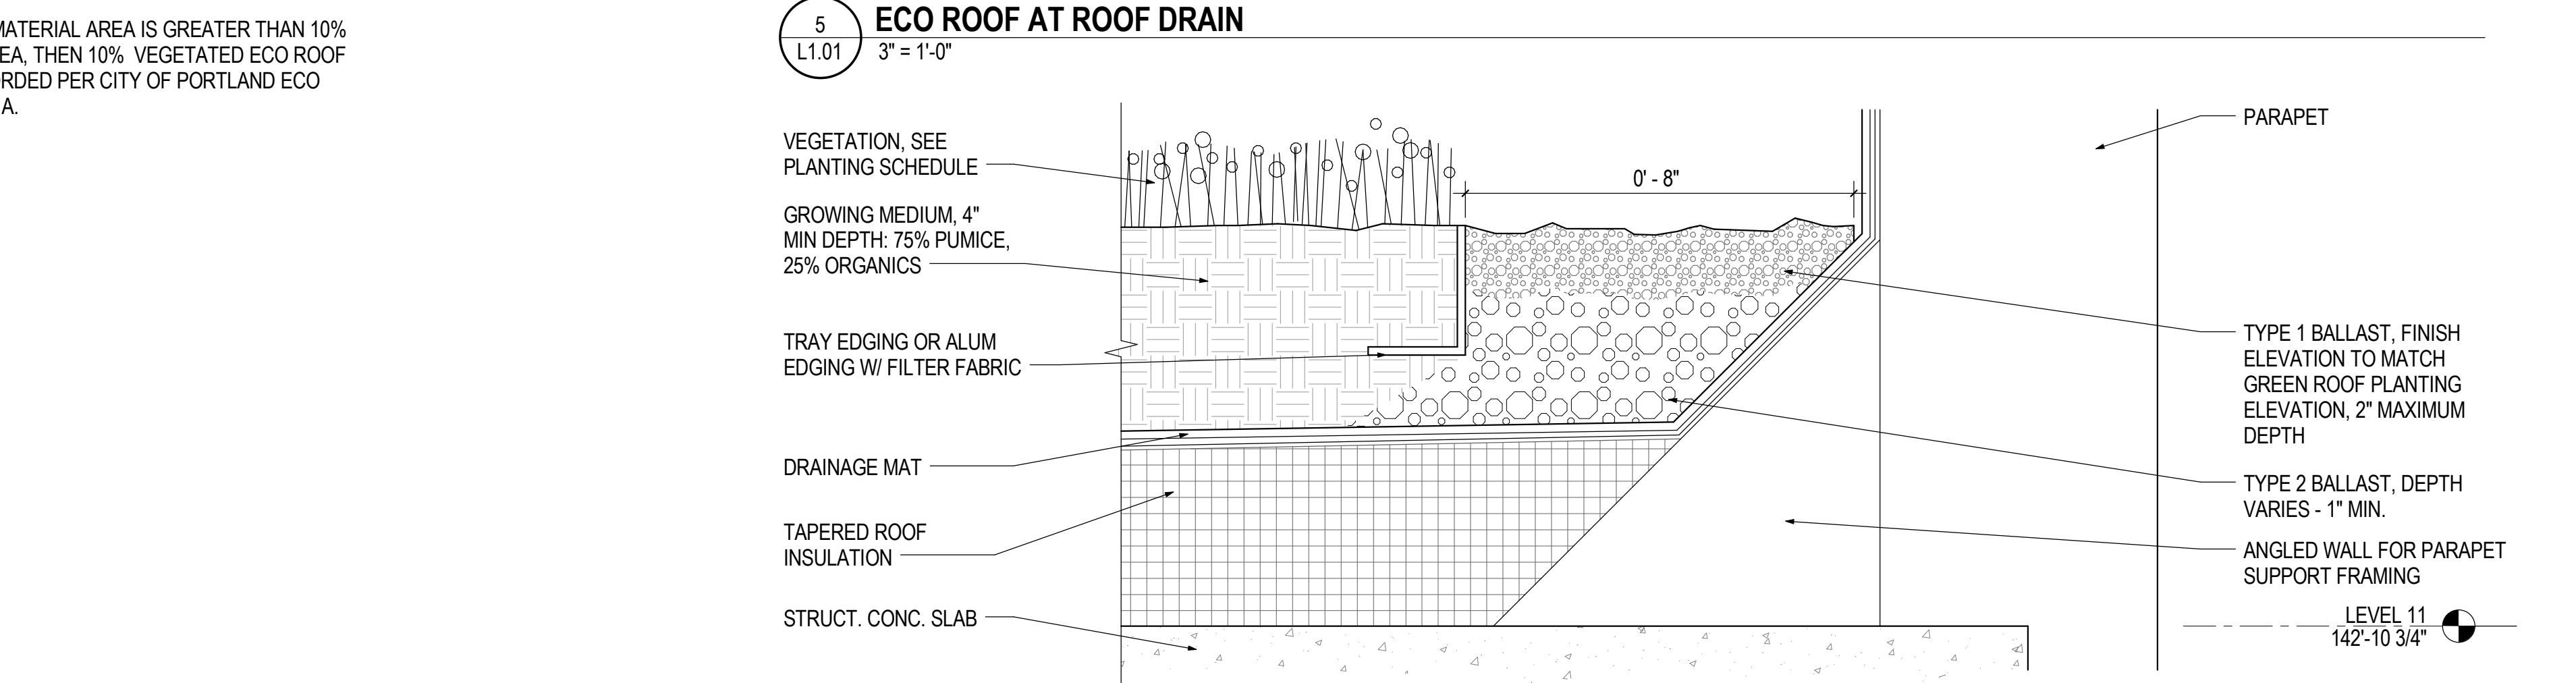 MATERIAL AREA IS GREATER THAN 10%
EA, THEN 10% VEGETATED ECO ROOF
ORDED PER CITY OF PORTLAND ECO
A.
5
L1.01
ECO ROOF AT ROOF DRAIN
3" = 1'-0"
VEGETATION, SEE
PLANTING SCHEDULE
GROWING MEDIUM, 4"
MIN DEPTH: 75% PUMICE,
25% ORGANICS
TRAY EDGING OR ALUM
EDGING W/ FILTER FABRIC
DRAINAGE MAT
TAPERED ROOF
INSULATION
STRUCT. CONC. SLAB
0' - 8"
PARAPET
TYPE 1 BALLAST, FINISH
ELEVATION TO MATCH
GREEN ROOF PLANTING
ELEVATION, 2" MAXIMUM
DEPTH
TYPE 2 BALLAST, DEPTH
VARIES - 1" MIN.
ANGLED WALL FOR PARAPET
SUPPORT FRAMING
LEVEL 11
142'-10 3/4"